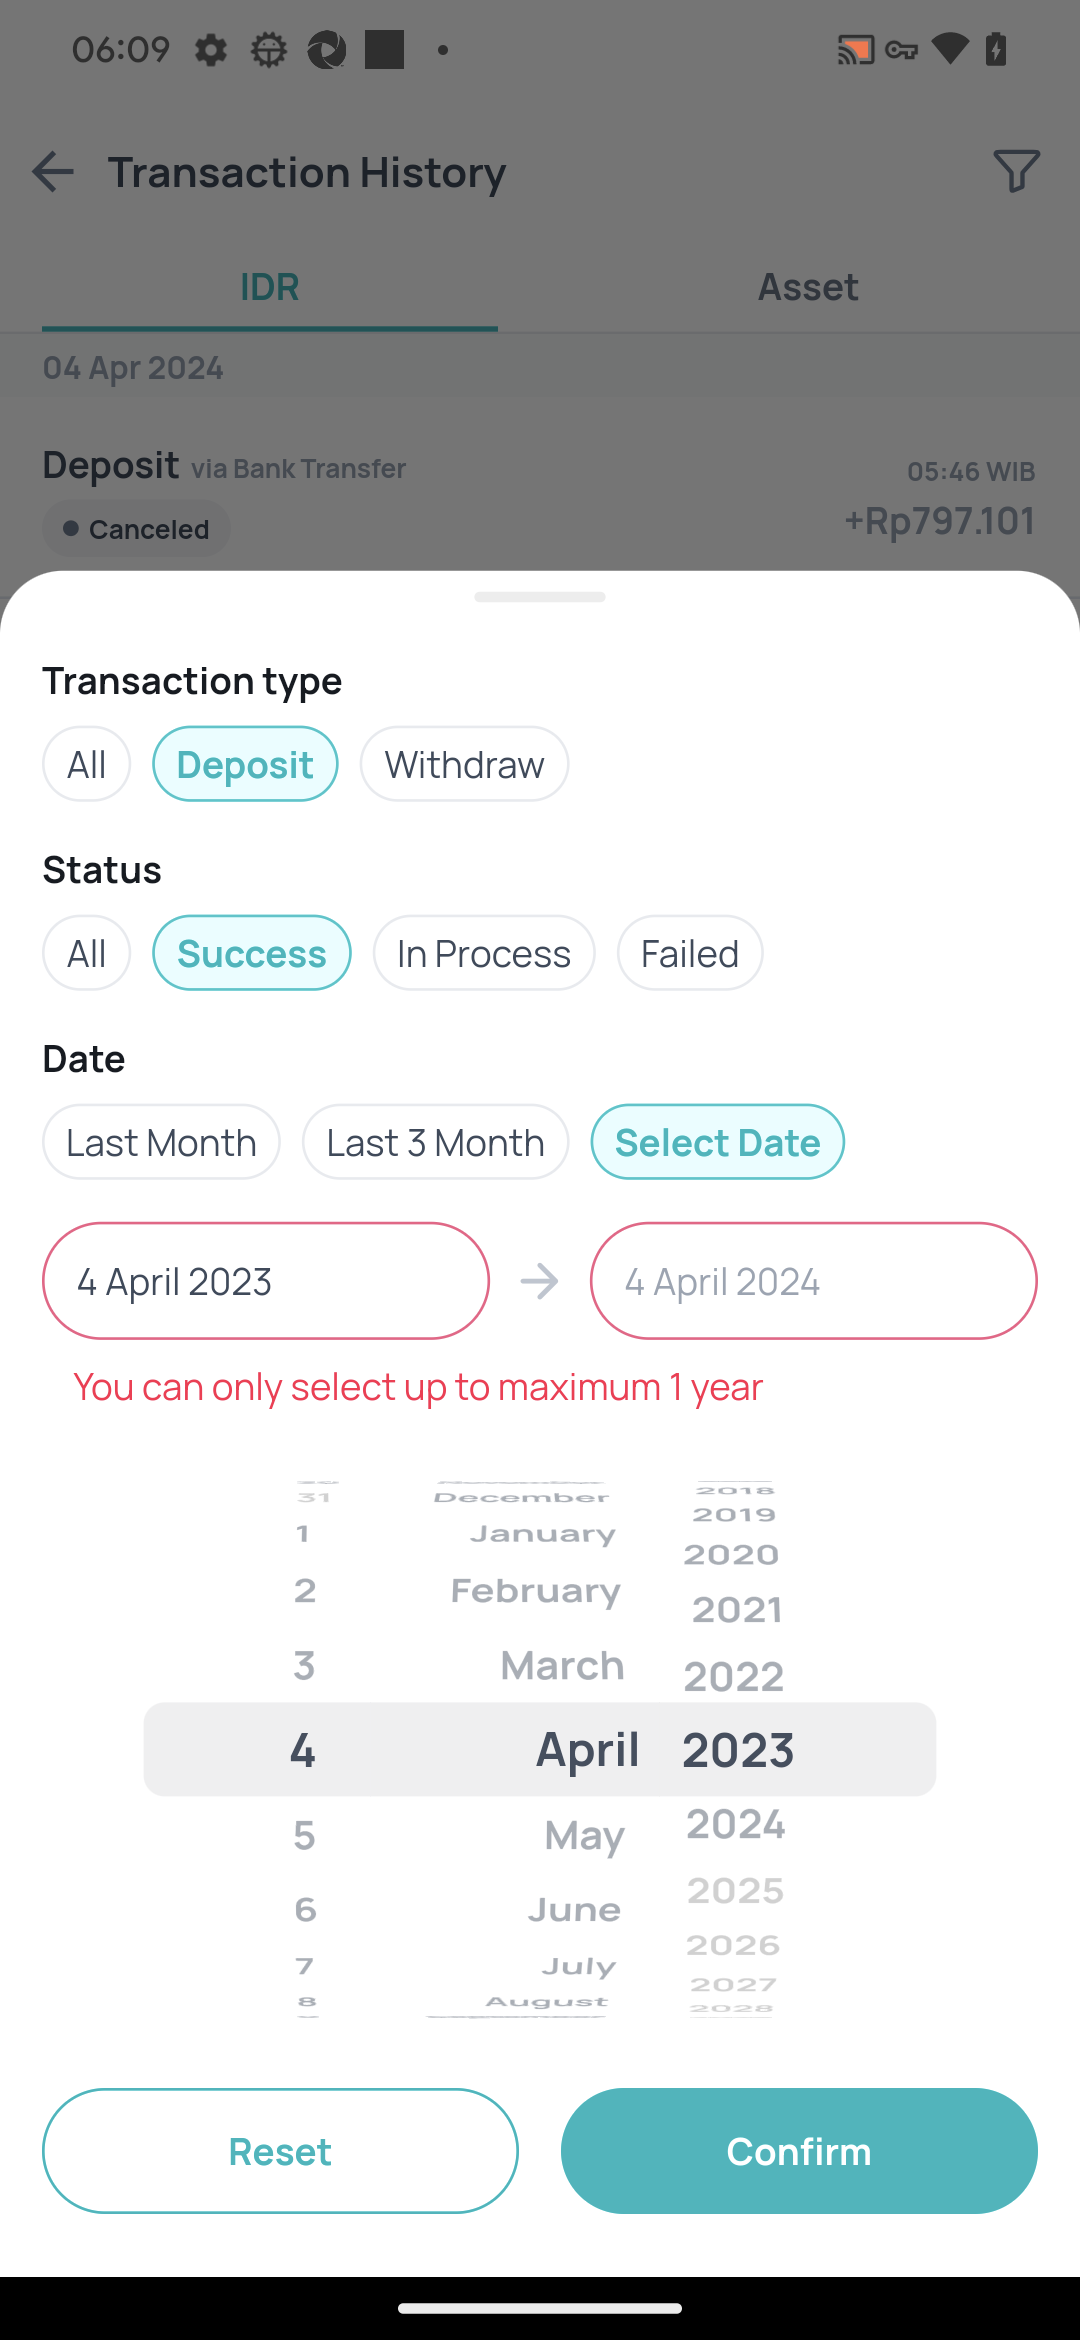 06:09
Transaction History
IDR
Asset
04 Apr 2024
Deposit via Bank Transfer
05:46 WIB
Canceled
+Rp797.101
Transaction type
All
Deposit
Withdraw
Status
All
Success
In Process
Failed
Date
Last Month
Last 3 Month
Select Date
4 April 2023
4 April 2024
You can only select up to maximum 1 year
31 December 2018
2019
1 January 2020
2 February 2021
3 March 2022
4 April 2023
5 May 2024
2025
6 June 2026
7 July 2027
8 August 2028
Reset
Confirm